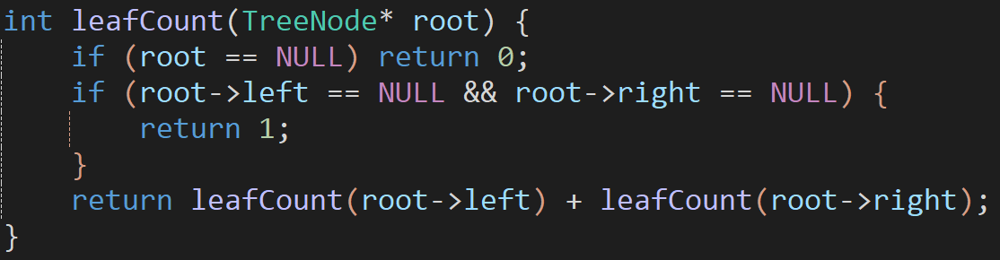 int leafCount(TreeNode* root) {
    if (root == NULL) return 0;
    if (root->left == NULL && root->right == NULL) {
        return 1;
    }
    return leafCount(root->left) + leafCount(root->right);
}